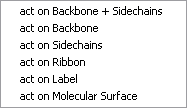 act on Backbone + Sidechains
act on Backbone
act on Sidechains
act on Ribbon
act on Label
act on Molecular Surface